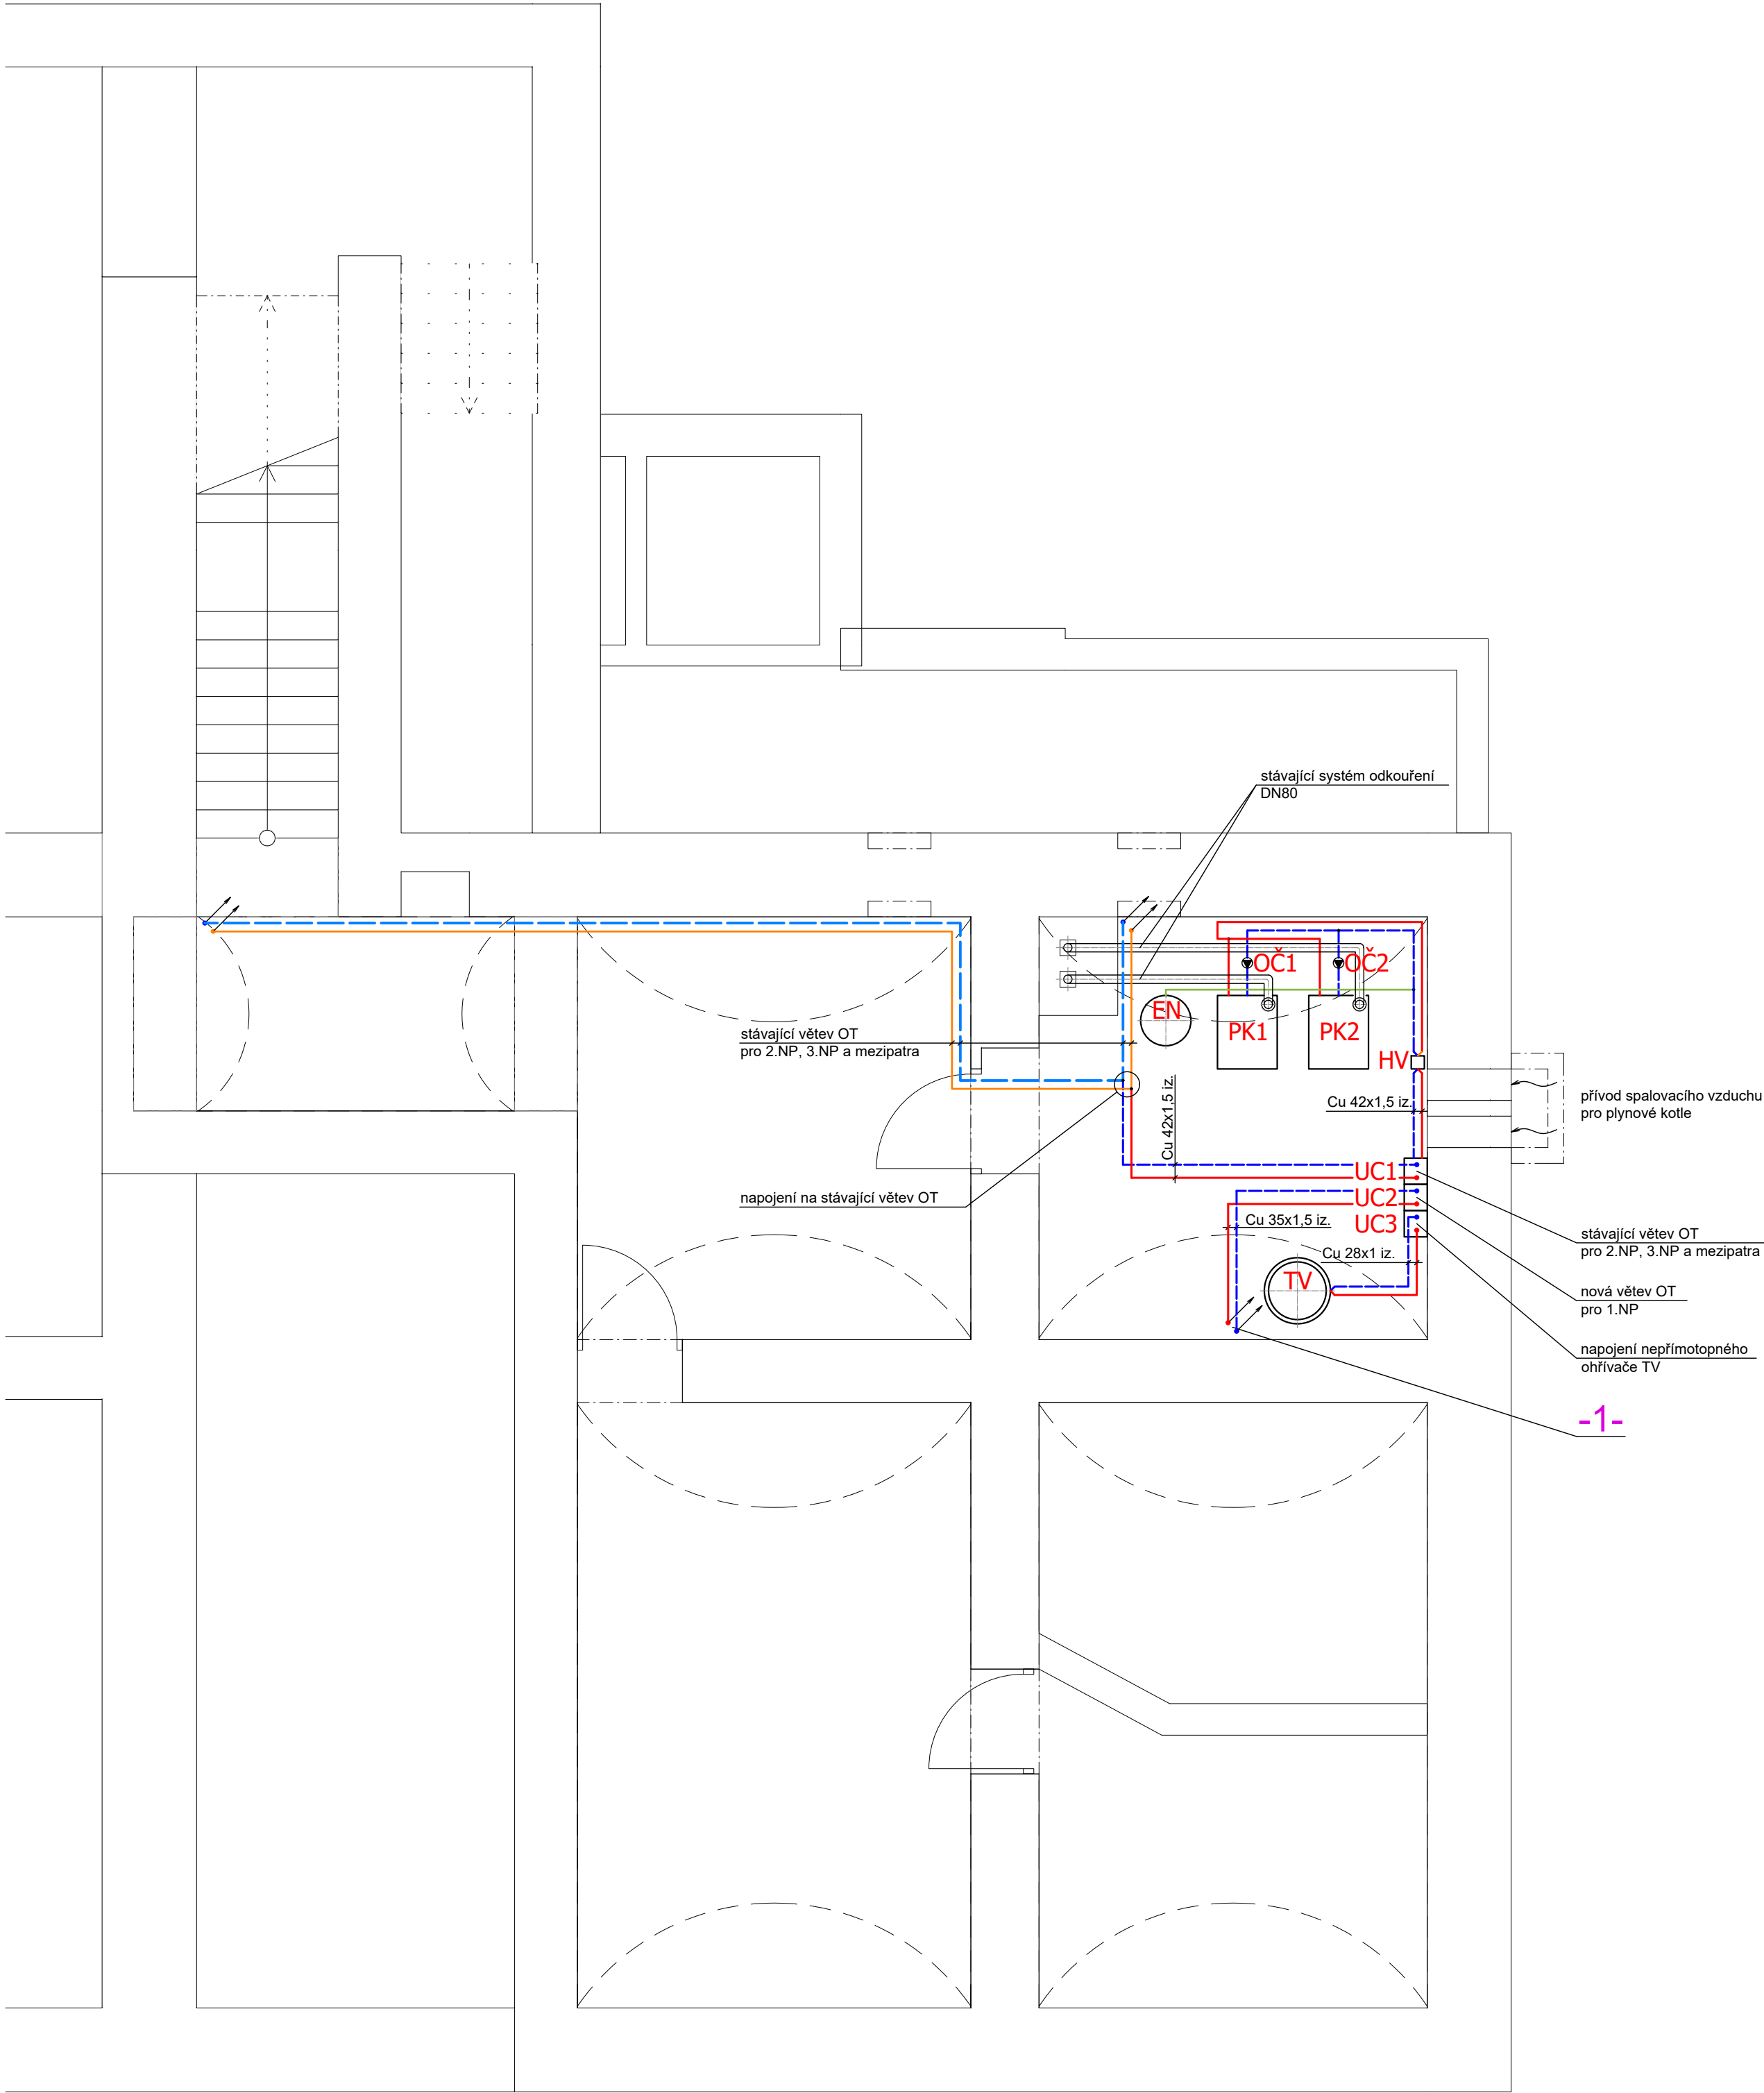 stávající systém odkouření
DN80
OČ1
OČ2
EN
PK1
PK2
stávající větev OT
pro 2.NP, 3.NP a mezipatra
HV
Cu 42x1,5 iz.
Cu 42x1,5 iz.
přívod spalovacího vzduchu
pro plynové kotle
UC1
UC2
UC3
napojení na stávající větev OT
Cu 35x1,5 iz.
Cu 28x1 iz.
TV
stávající větev OT
pro 2.NP, 3.NP a mezipatra
nová větev OT
pro 1.NP
napojení nepřímotopného
ohřívače TV
-1-